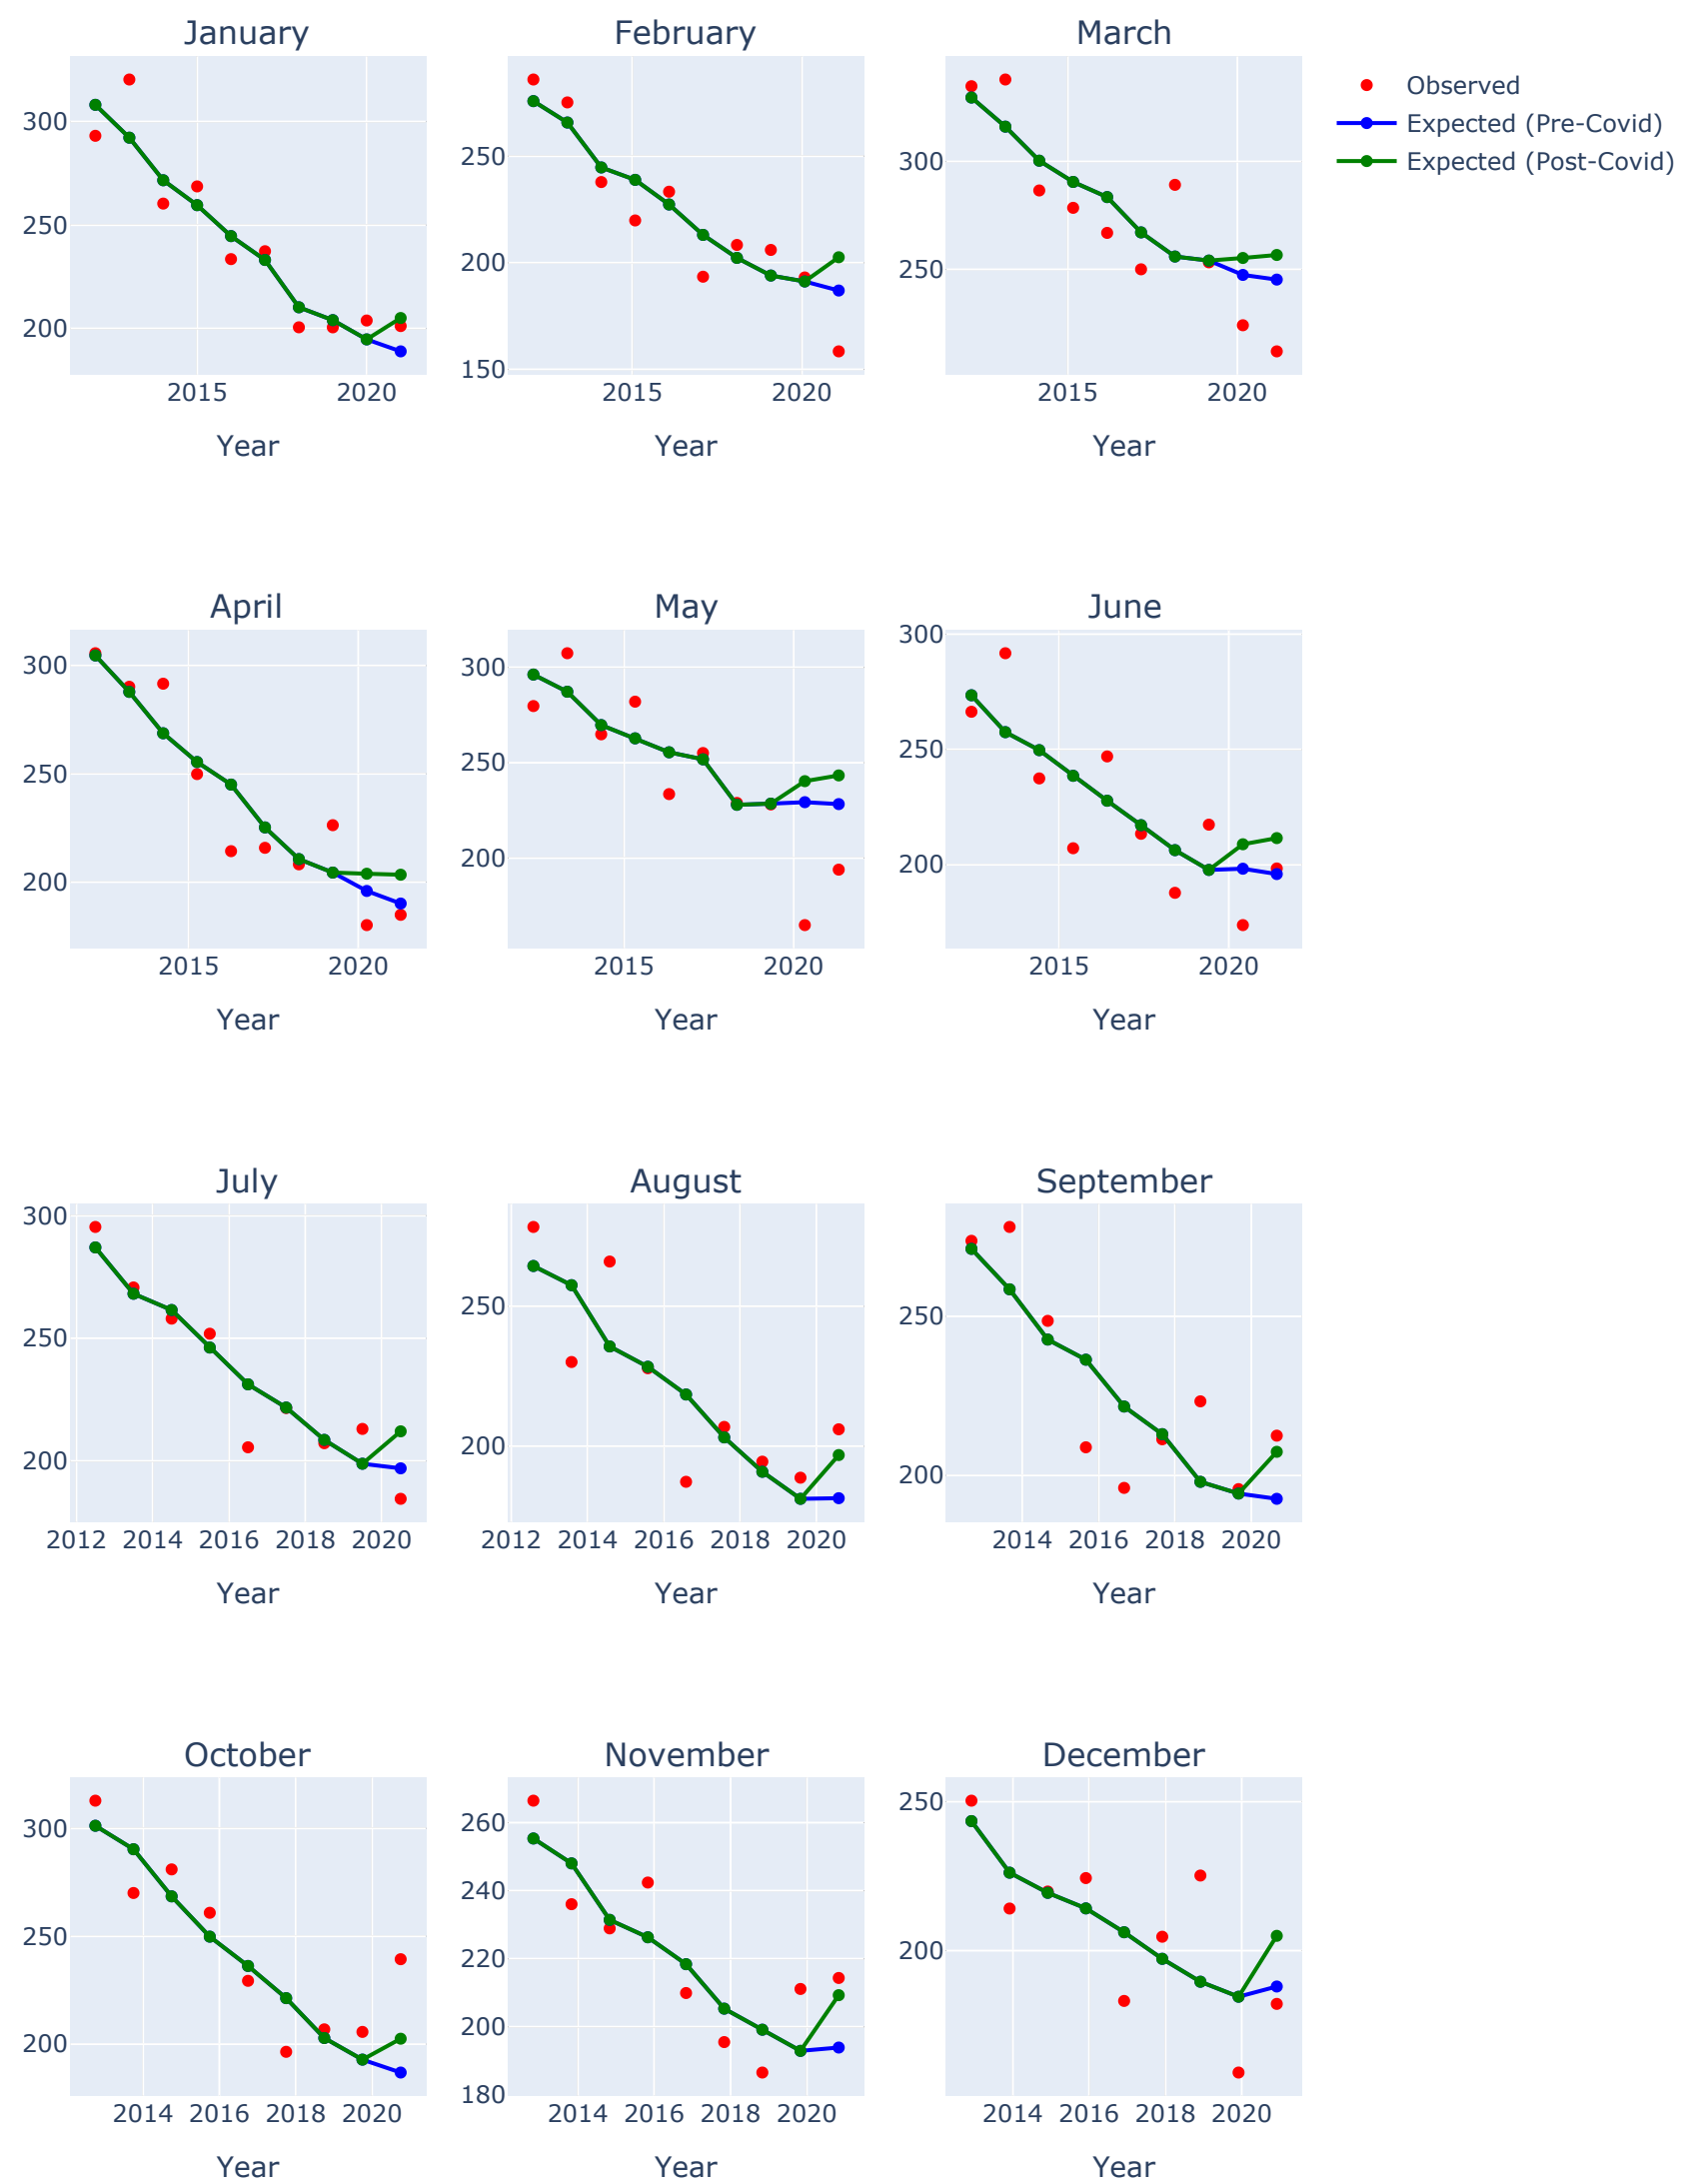 January
February
March
300
250
200
2015
2020
Year
250
200
150
2015
2020
Year
300
250
2015
2020
Year
Observed
Expected (Pre-Covid)
Expected (Post-Covid)
April
May
June
300
250
200
2015
2020
Year
300
250
200
2015
2020
Year
300
250
200
2015
2020
Year
July
August
September
300
250
200
2012 2014 2016 2018 2020
Year
250
200
2012 2014 2016 2018 2020
Year
250
200
2014 2016 2018 2020
Year
October
November
December
300
250
200
2014 2016 2018 2020
Year
260
240
220
200
180
2014 2016 2018 2020
Year
250
200
2014 2016 2018 2020
Year